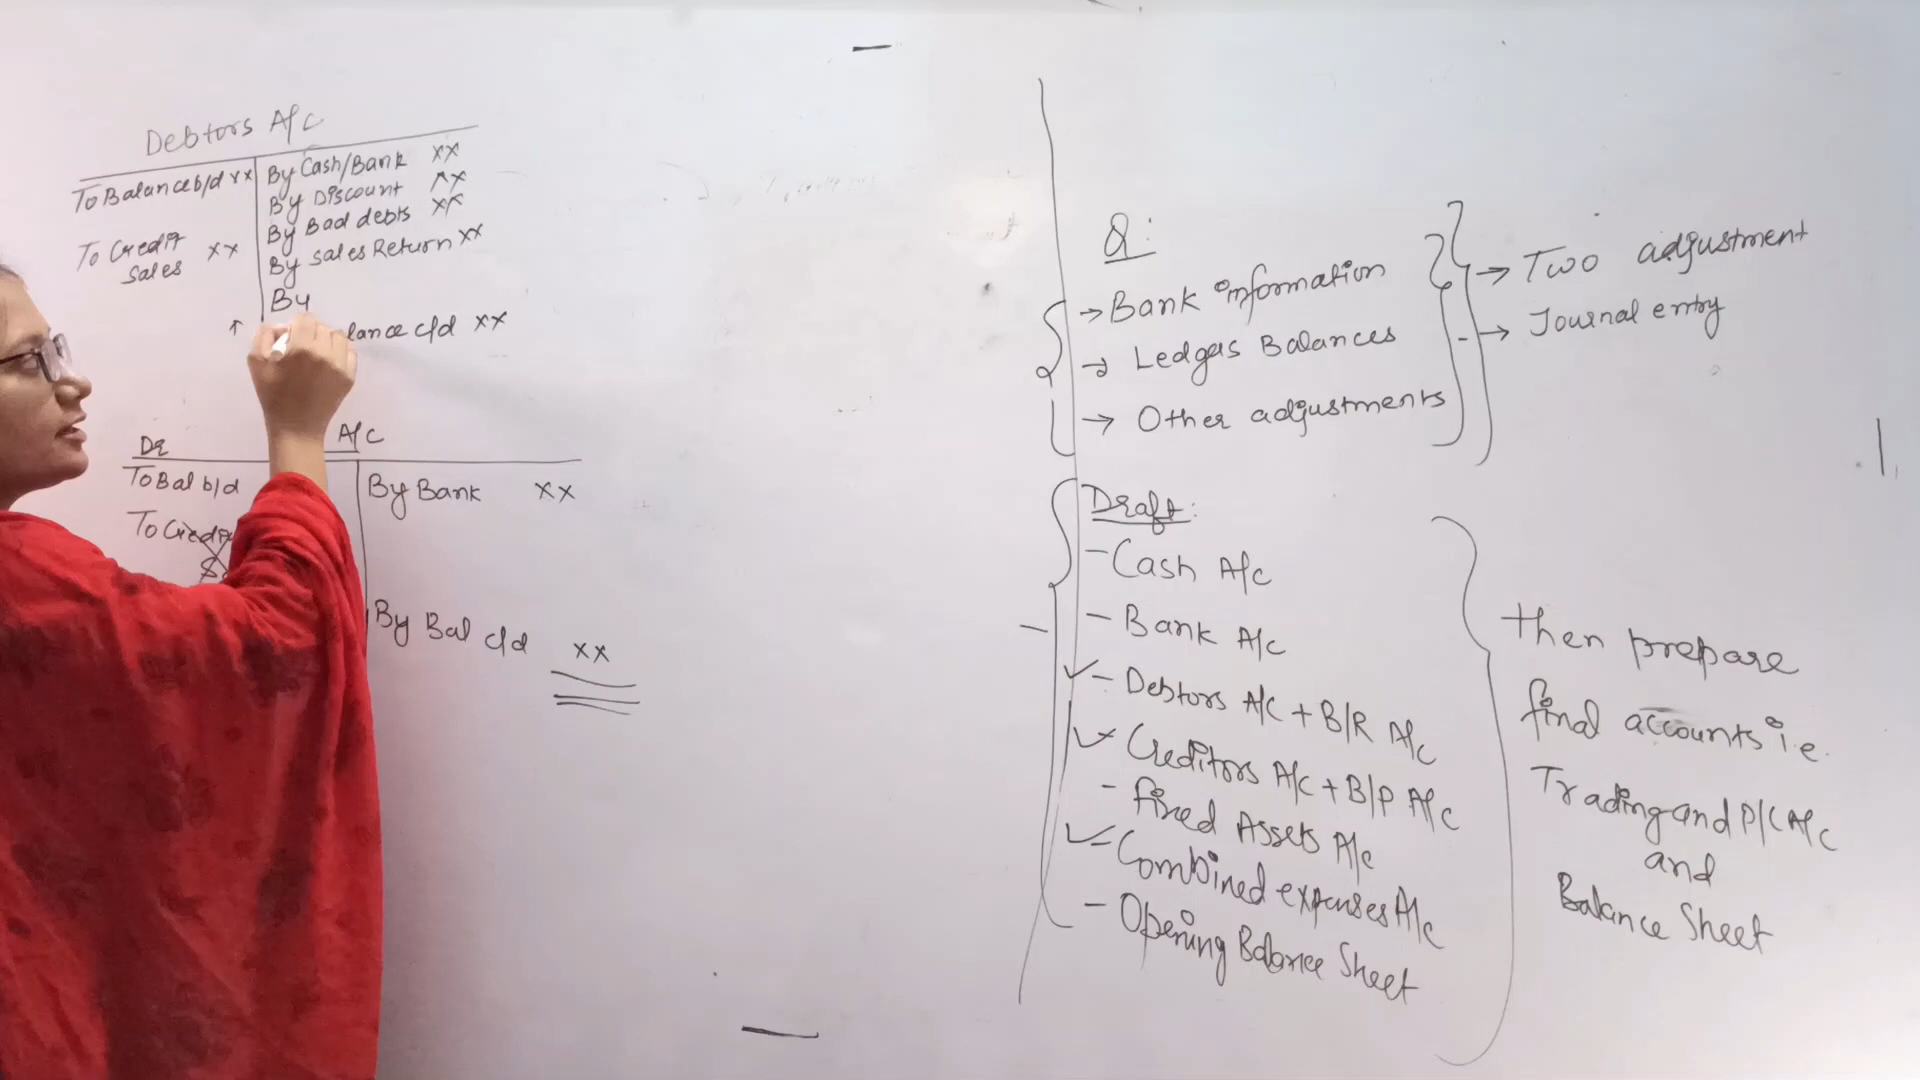 Debtors A/c
To Balance b/d xx By Cash/Bank xx
By Discount xx
By Bad debts xx
To Credit sales xx By sales Return xx
By
lance c/d xx
Dr A/c
To Bal b/d By Bank xx
To Credit
By Bal c/d xx
Q:
→ Bank information
→ Ledgers Balances
→ Other adjustments
→ Two adjustment
→ Journal entry
Draft:
- Cash A/c
- Bank A/c
✓ - Debtors A/c + B/R A/c
✓ Creditors A/c + B/P A/c
- fixed Assets A/c
✓ - Combined expenses A/c
- Opening Balance Sheet
then prepare
final accounts i.e.
Trading and P/L A/c
and
Balance Sheet